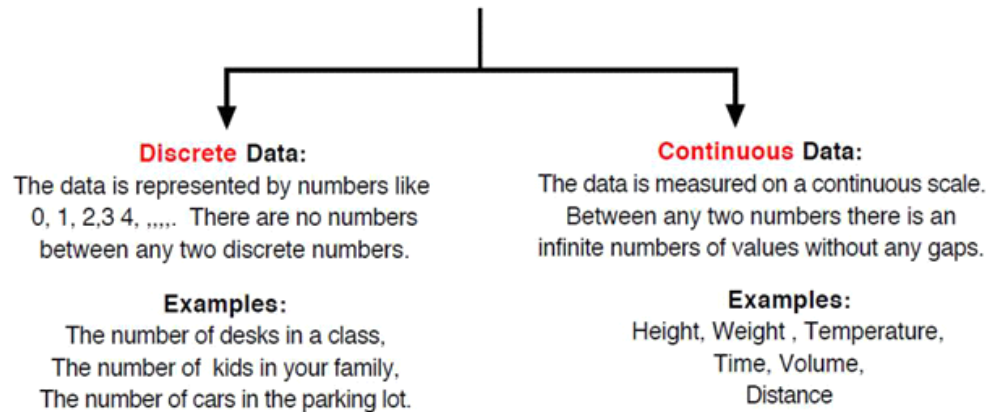 Discrete Data:
The data is represented by numbers like
0, 1, 2,3 4, ,,,,. There are no numbers
between any two discrete numbers.
Examples:
The number of desks in a class,
The number of kids in your family,
The number of cars in the parking lot.
Continuous Data:
The data is measured on a continuous scale.
Between any two numbers there is an
infinite numbers of values without any gaps.
Examples:
Height, Weight , Temperature,
Time, Volume,
Distance